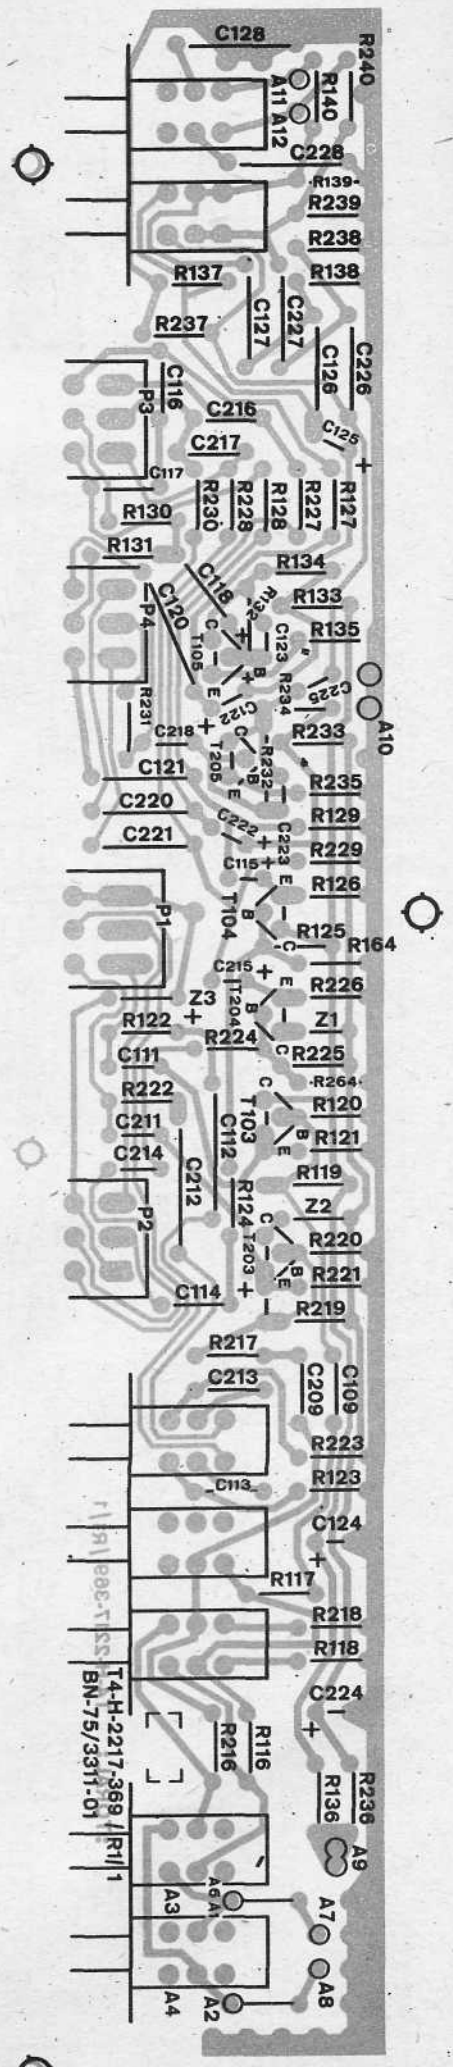 C128
R240
A11
A12
R140
C228
R139
R239
R238
R138
R137
R237
C127
C227
C126
C226
C116
P3
C216
C125
+
C217
C117
R230
R228
R128
R227
R127
R130
R131
R134
C118
R132
R133
C120
P4
C
T105
+
C123
R135
B
E
+
R234
C225
R231
C122
A10
C218
+
C
R233
T205
R232
B
E
C121
R235
C220
R129
C222
+
C223
R229
C221
C115
+
E
R126
P1
T104
B
R125
C
R164
C215
+
E
R226
Z3
T204
B
R122
+
Z1
R224
C
R225
C111
R264
R222
C
R120
T103
C211
B
R121
E
C112
C214
C212
R119
P2
R124
Z2
C
T203
R220
B
E
R221
+
C114
R219
R217
C213
C209
C109
R223
C113
R123
C124
+
R117
R218
R118
C224
+
T4-H-2217-369 / R1/1
BN-75/3311-01
R216
R116
R136
R236
A9
A3
A6
A1
A7
A4
A2
A8